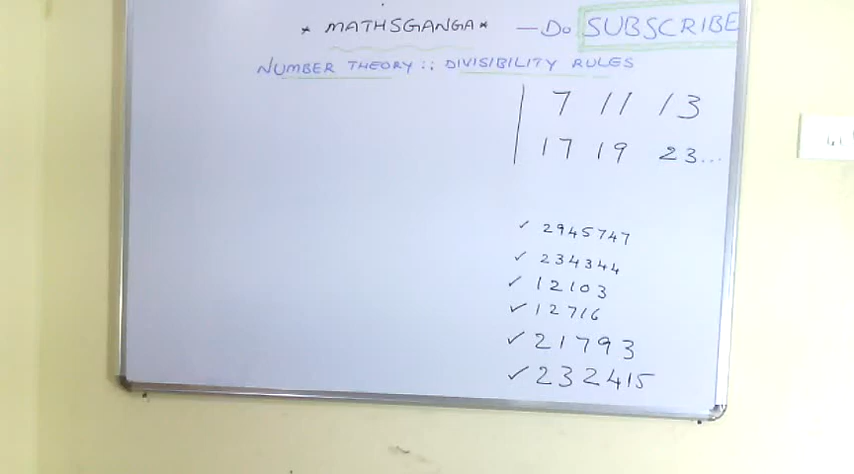 * MATHSGANGA * — Do SUBSCRIBE
NUMBER THEORY :: DIVISIBILITY RULES
7 11 13
17 19 23...
✓ 2945747
✓ 234344
✓ 12103
✓ 12716
✓ 21793
✓ 232415